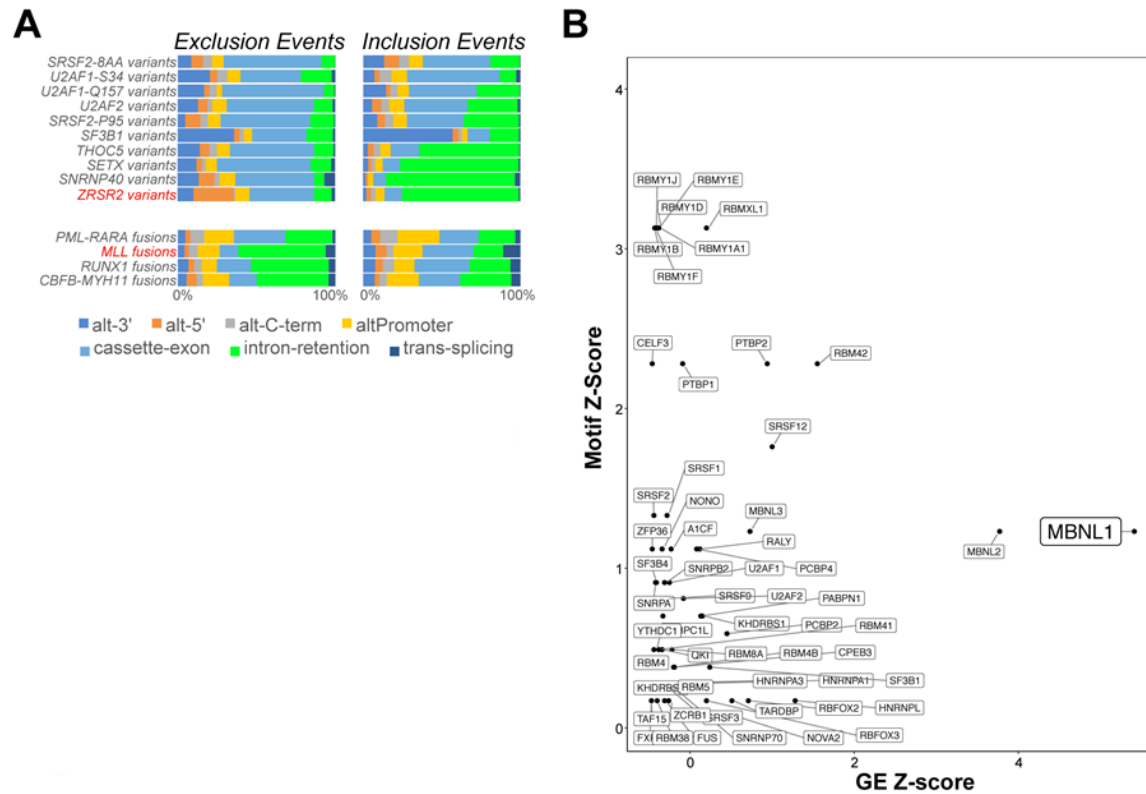 A
Exclusion Events Inclusion Events
SRSF2-8AA variants
U2AF1-S34 variants
U2AF1-Q157 variants
U2AF2 variants
SRSF2-P95 variants
SF3B1 variants
THOC5 variants
SETX variants
SNRNP40 variants
ZRSR2 variants
PML-RARA fusions
MLL fusions
RUNX1 fusions
CBFB-MYH11 fusions
0% 100% 0% 100%
alt-3' alt-5' alt-C-term altPromoter
cassette-exon intron-retention trans-splicing
B
Motif Z-Score
4
3
2
1
0
RBMY1J RBMY1E
RBMY1D RBMXL1
RBMY1B RBMY1A1
RBMY1F
CELF3 PTBP2 RBM42
PTBP1
SRSF12
SRSF1
SRSF2 NONO
MBNL3
ZFP36 A1CF
MBNL1
RALY
MBNL2
SF3B4 SNRPB2 U2AF1 PCBP4
SNRPA SRSF9 U2AF2 PABPN1
YTHDC1 PC1L KHDRBS1 PCBP2 RBM41
RBM4 QKI RBM8A RBM4B CPEB3
KHDRBS RBM5 HNRNPA3 HNRNPA1 SF3B1
TAF15 ZCRB1 SRSF3 TARDBP RBFOX2 HNRNPL
RBM38 FUS SNRNP70 NOVA2 RBFOX3
0 2 4
GE Z-score